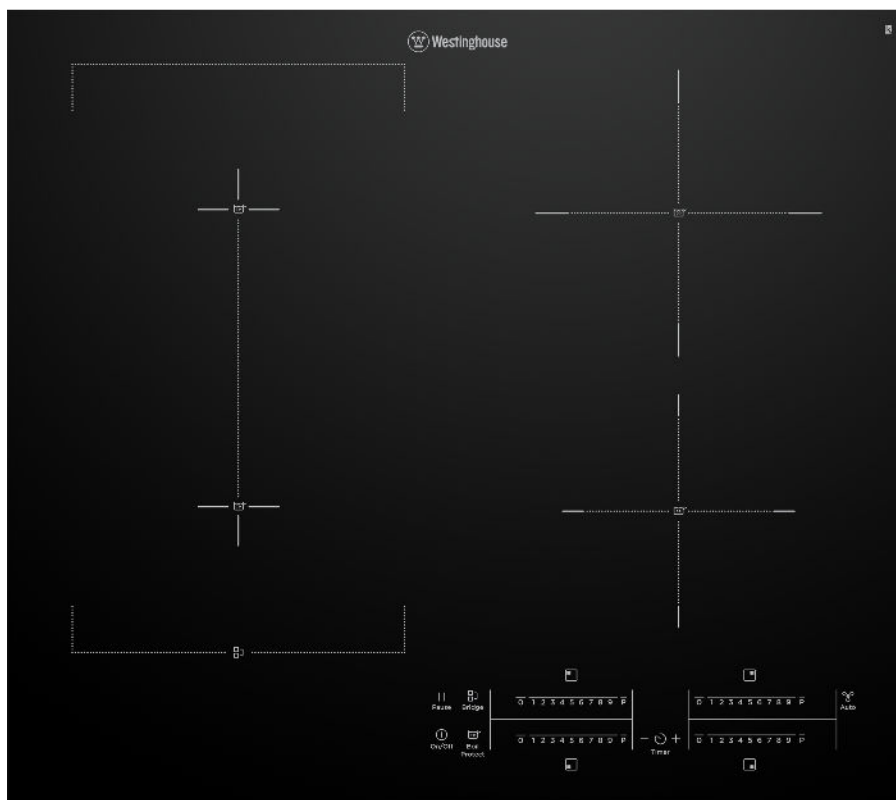 Westinghouse
Pause Bridge 0 1 2 3 4 5 6 7 8 9 P 0 1 2 3 4 5 6 7 8 9 P Auto
On/Off Boil Protect 0 1 2 3 4 5 6 7 8 9 P − Timer + 0 1 2 3 4 5 6 7 8 9 P